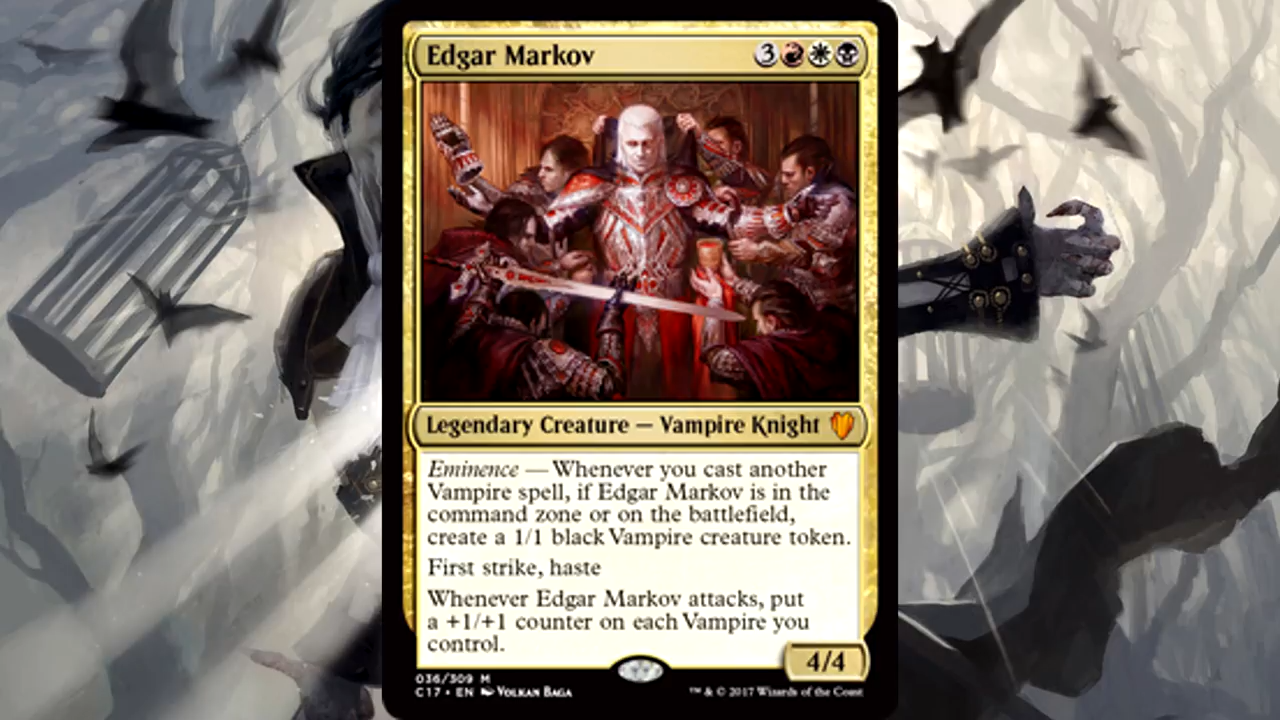 Edgar Markov 3
Legendary Creature — Vampire Knight
Eminence — Whenever you cast another
Vampire spell, if Edgar Markov is in the
command zone or on the battlefield,
create a 1/1 black Vampire creature token.
First strike, haste
Whenever Edgar Markov attacks, put
a +1/+1 counter on each Vampire you
control.
4/4
036/309 M
C17 • EN Volkan Baga
™ & © 2017 Wizards of the Coast